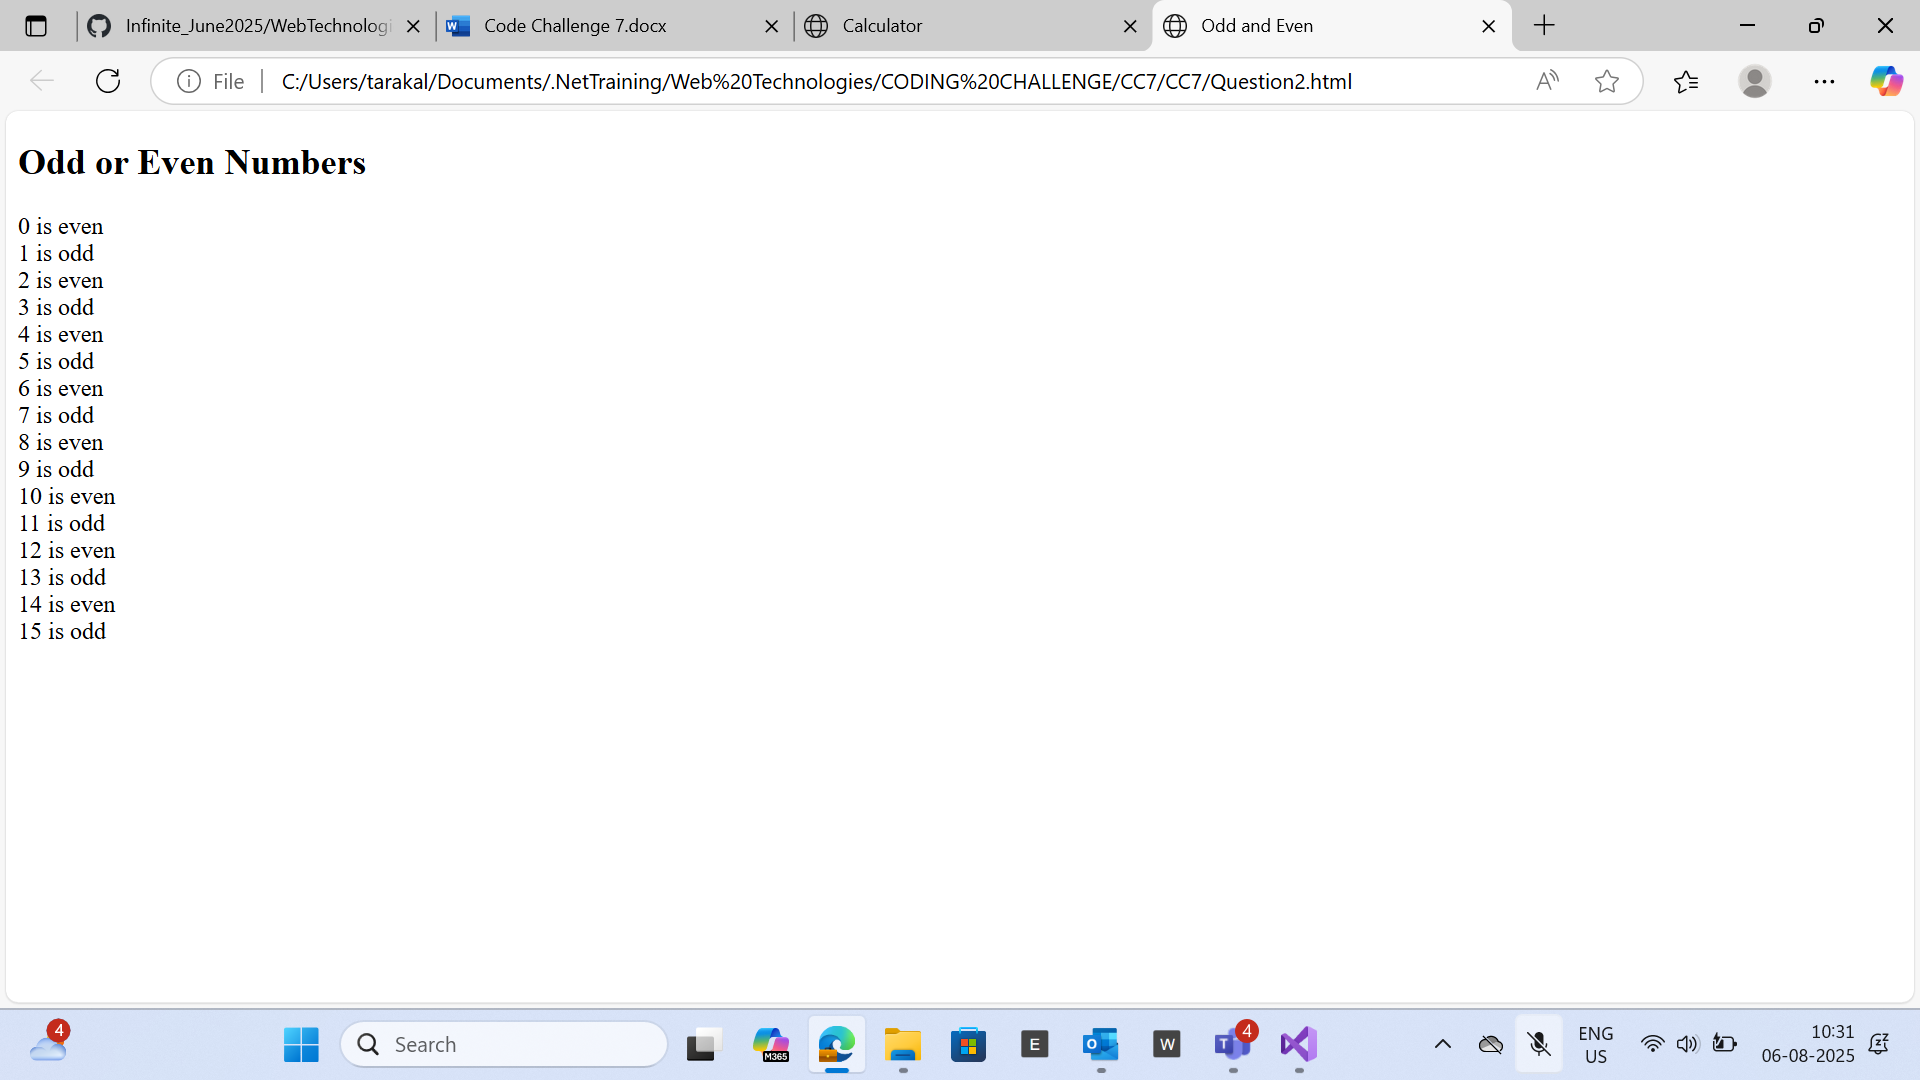 Infinite_June2025/WebTechnologi
Code Challenge 7.docx
Calculator
Odd and Even
File
C:/Users/tarakal/Documents/.NetTraining/Web%20Technologies/CODING%20CHALLENGE/CC7/CC7/Question2.html
Odd or Even Numbers
0 is even
1 is odd
2 is even
3 is odd
4 is even
5 is odd
6 is even
7 is odd
8 is even
9 is odd
10 is even
11 is odd
12 is even
13 is odd
14 is even
15 is odd
4
Search
M365
E
W
4
ENG
US
10:31
06-08-2025